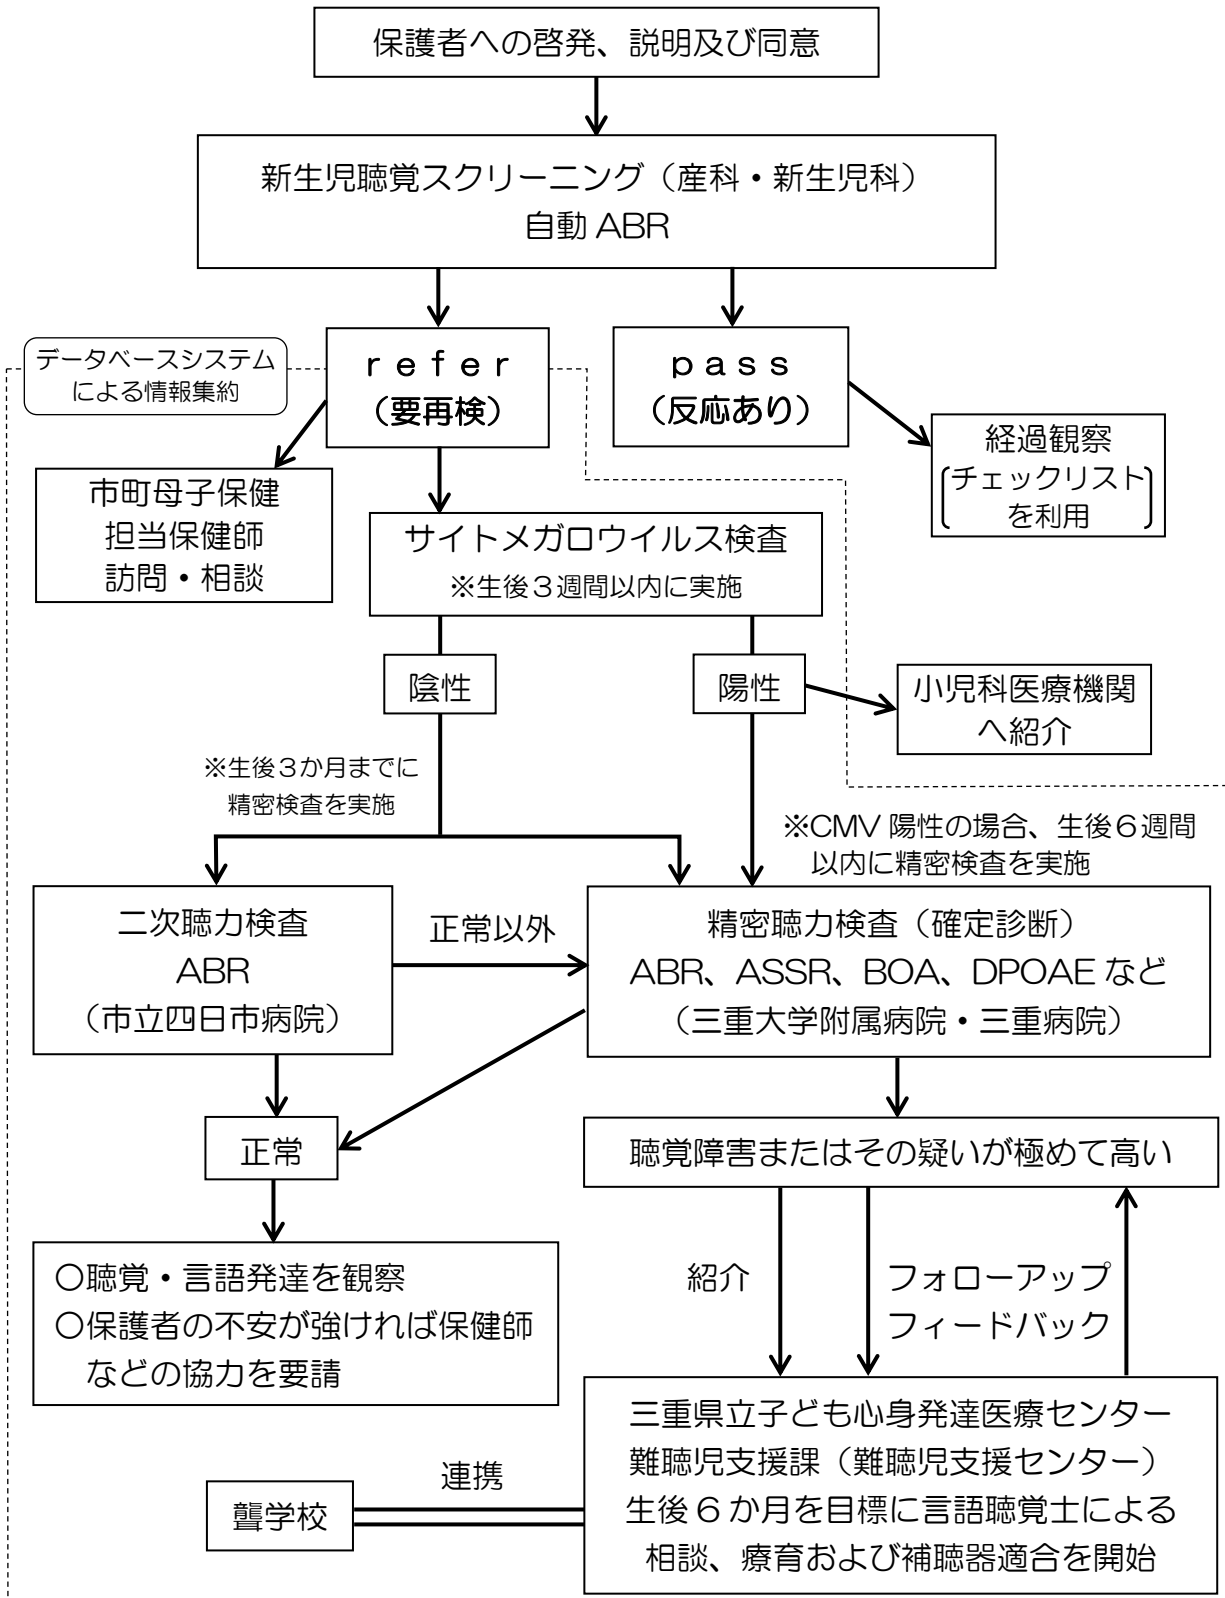 保護者への啓発、説明及び同意
新生児聴覚スクリーニング（産科・新生児科）
自動 ABR
データベースシステム
による情報集約
ｒｅｆｅｒ
（要再検）
ｐａｓｓ
（反応あり）
経過観察
チェックリスト
を利用
市町母子保健
担当保健師
訪問・相談
サイトメガロウイルス検査
※生後３週間以内に実施
陰性
陽性
小児科医療機関
へ紹介
※生後３か月までに
精密検査を実施
※CMV 陽性の場合、生後６週間
以内に精密検査を実施
二次聴力検査
ABR
（市立四日市病院）
正常以外
精密聴力検査（確定診断）
ABR、ASSR、BOA、DPOAE など
（三重大学附属病院・三重病院）
正常
聴覚障害またはその疑いが極めて高い
○聴覚・言語発達を観察
○保護者の不安が強ければ保健師
などの協力を要請
紹介
フォローアップ
フィードバック
三重県立子ども心身発達医療センター
難聴児支援課（難聴児支援センター）
生後６か月を目標に言語聴覚士による
相談、療育および補聴器適合を開始
連携
聾学校